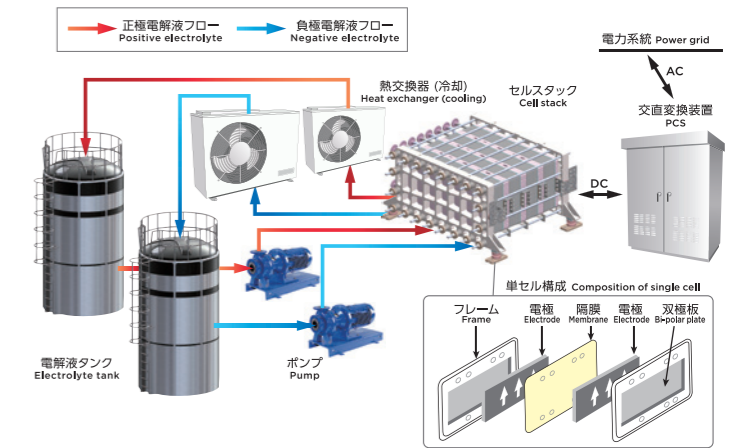 正極電解液フロー
Positive electrolyte
負極電解液フロー
Negative electrolyte
電力系統 Power grid
AC
熱交換器 (冷却)
Heat exchanger (cooling)
セルスタック
Cell stack
交直変換装置
PCS
DC
単セル構成 Composition of single cell
フレーム
Frame
電極
Electrode
隔膜
Membrane
電極
Electrode
双極板
Bi-polar plate
電解液タンク
Electrolyte tank
ポンプ
Pump